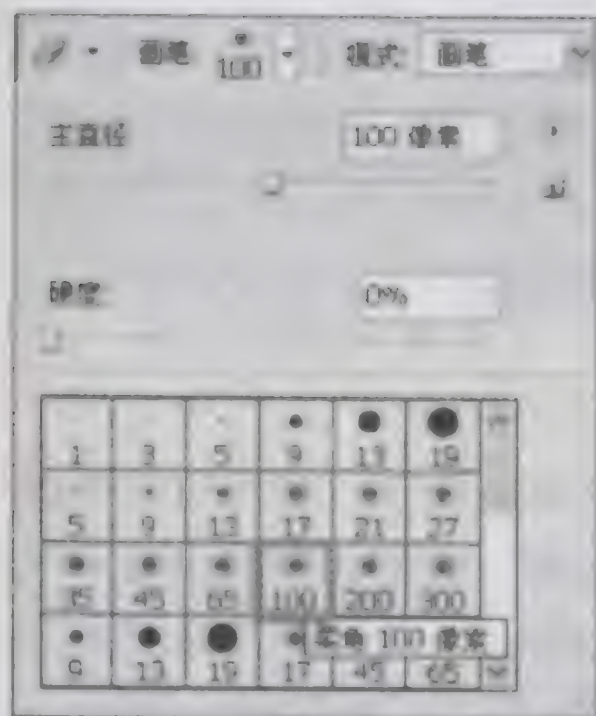 画笔 100 模式: 画笔
主直径 100 像素
硬度 0%
1 3 5 9 13 19
5 9 13 17 21 27
35 45 65 100 200 300
9 13 19 17 45 65
柔角 100 像素